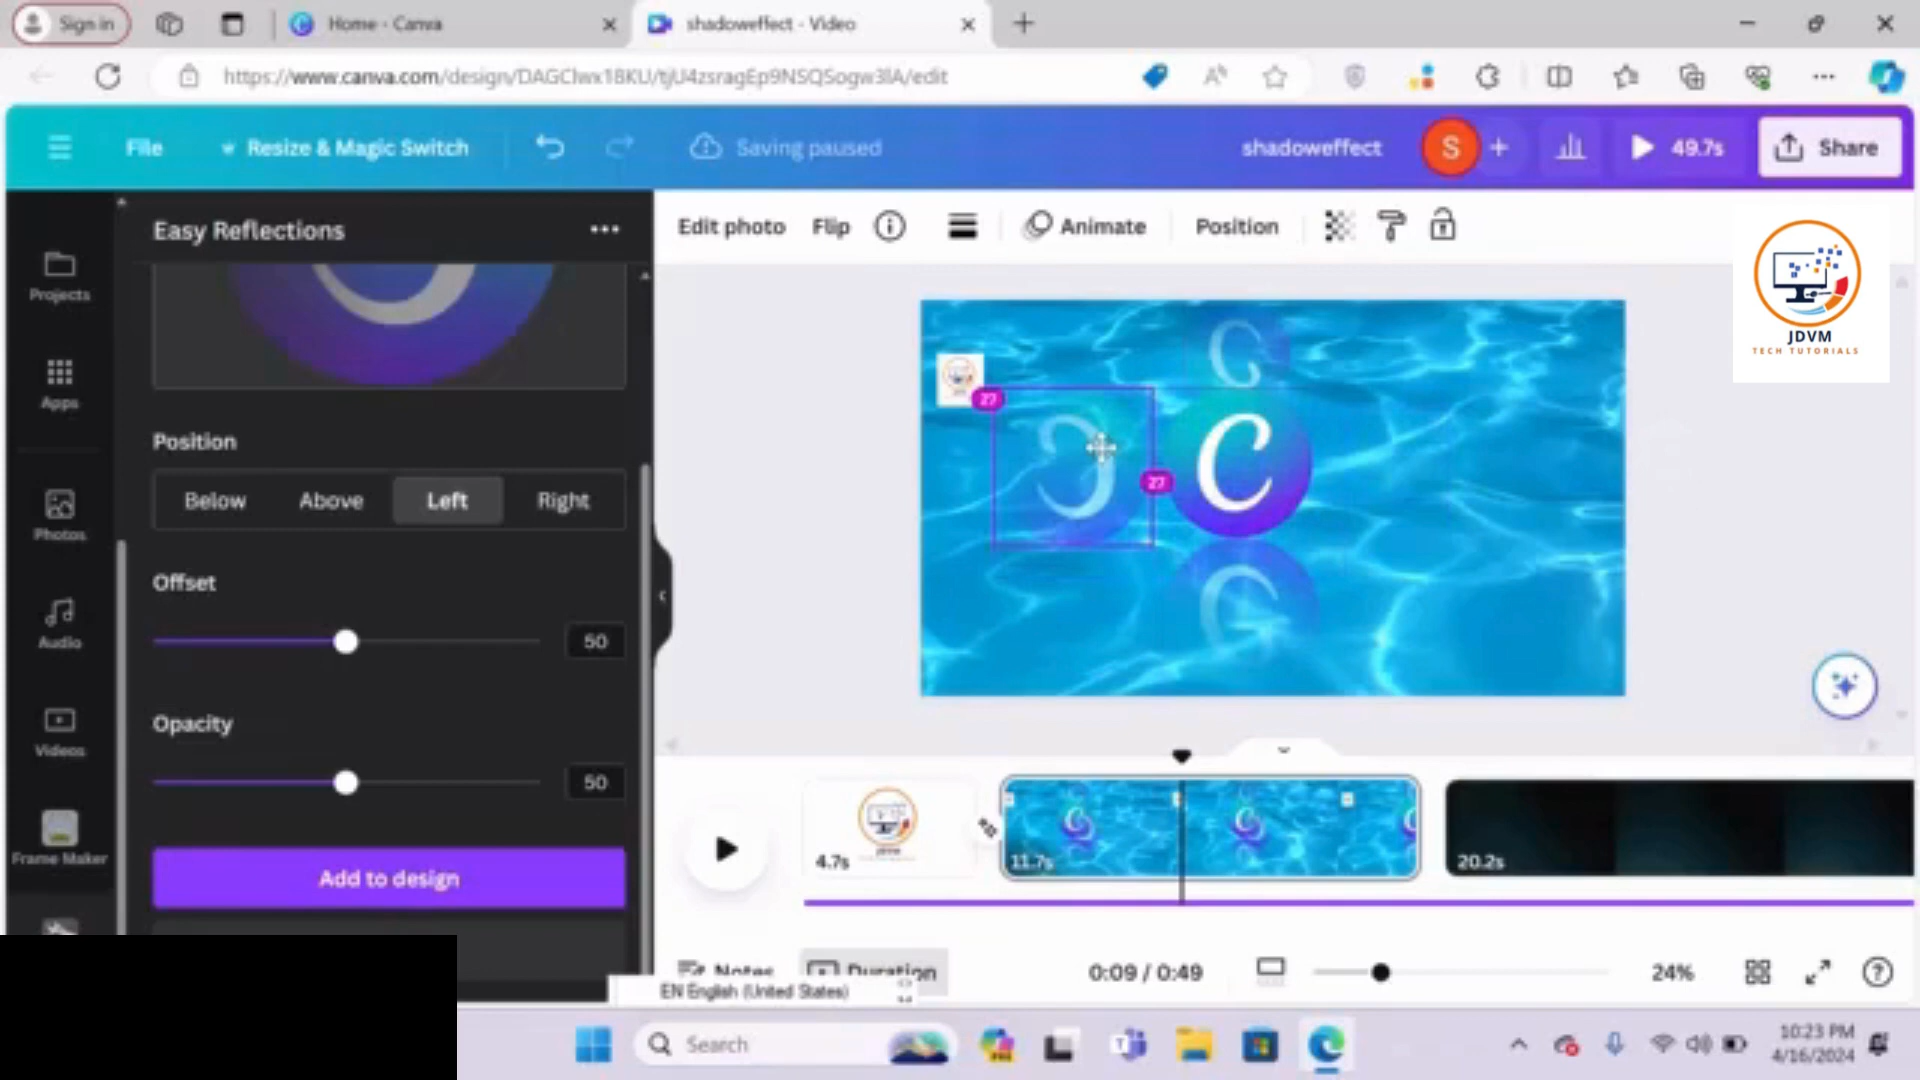 Sign in
Home - Canva
shadoweffect - Video
https://www.canva.com/design/DAGClwx18KU/tjU4zsragEp9NSQSogw3lA/edit
File
Resize & Magic Switch
Saving paused
shadoweffect
S
49.7s
Share
Projects
Apps
Photos
Audio
Videos
Frame Maker
Easy Reflections
Position
Below
Above
Left
Right
Offset
50
Opacity
50
Add to design
Edit photo
Flip
Animate
Position
JDVM
TECH TUTORIALS
27
27
C
4.7s
11.7s
20.2s
Notes
Duration
0:09 / 0:49
24%
EN English (United States)
Search
10:23 PM
4/16/2024